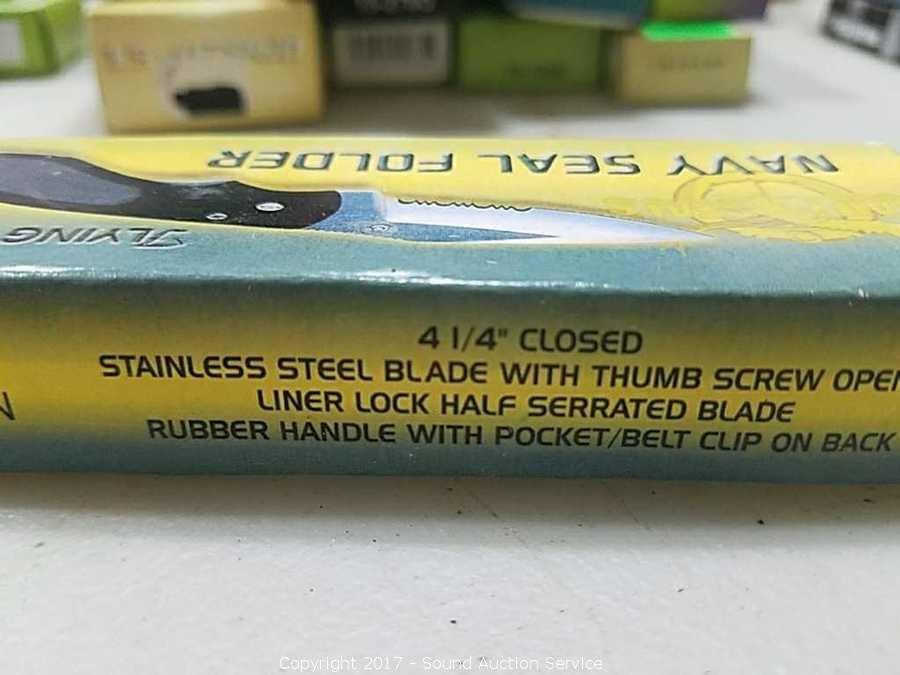 NAVY SEAL FOLDER
FLYING
4 1/4" CLOSED
STAINLESS STEEL BLADE WITH THUMB SCREW OPEN
LINER LOCK HALF SERRATED BLADE
RUBBER HANDLE WITH POCKET/BELT CLIP ON BACK
N
Copyright 2017 - Sound Auction Service